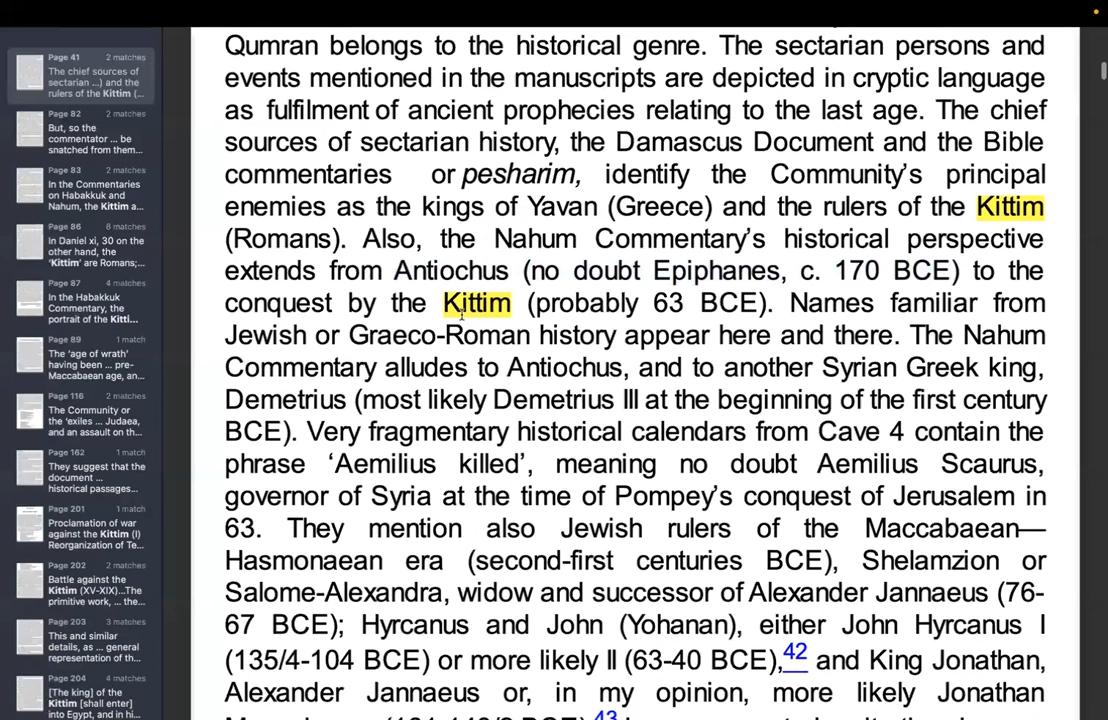 Page 41 2 matches
The chief sources of
sectarian ...) and the
rulers of the Kittim (...
Page 82 2 matches
But, so the
commentator ... be
snatched from them...
Page 83 2 matches
In the Commentaries
on Habakkuk and
Nahum, the Kittim a...
Page 86 8 matches
In Daniel xi, 30 on the
other hand, the
‘Kittim’ are Romans;...
Page 87 4 matches
In the Habakkuk
Commentary, the
portrait of the Kitti...
Page 89 1 match
The ‘age of wrath’
having been ... pre-
Maccabaean age, an...
Page 116 2 matches
The Community or
the ‘exiles ... Judaea,
and an assault on th...
Page 162 1 match
They suggest that the
document ...
historical passages...
Page 201 1 match
Proclamation of war
against the Kittim (I)
Reorganization of Te...
Page 202 2 matches
Battle against the
Kittim (XV-XIX)...The
primitive work, ... the...
Page 203 3 matches
This and similar
details, as ... general
representation of th...
Page 204 4 matches
[The king] of the
Kittim [shall enter]
into Egypt, and in hi...
Qumran belongs to the historical genre. The sectarian persons and
events mentioned in the manuscripts are depicted in cryptic language
as fulfilment of ancient prophecies relating to the last age. The chief
sources of sectarian history, the Damascus Document and the Bible
commentaries or pesharim, identify the Community’s principal
enemies as the kings of Yavan (Greece) and the rulers of the Kittim
(Romans). Also, the Nahum Commentary’s historical perspective
extends from Antiochus (no doubt Epiphanes, c. 170 BCE) to the
conquest by the Kittim (probably 63 BCE). Names familiar from
Jewish or Graeco-Roman history appear here and there. The Nahum
Commentary alludes to Antiochus, and to another Syrian Greek king,
Demetrius (most likely Demetrius III at the beginning of the first century
BCE). Very fragmentary historical calendars from Cave 4 contain the
phrase ‘Aemilius killed’, meaning no doubt Aemilius Scaurus,
governor of Syria at the time of Pompey’s conquest of Jerusalem in
63. They mention also Jewish rulers of the Maccabaean—
Hasmonaean era (second-first centuries BCE), Shelamzion or
Salome-Alexandra, widow and successor of Alexander Jannaeus (76-
67 BCE); Hyrcanus and John (Yohanan), either John Hyrcanus I
(135/4-104 BCE) or more likely II (63-40 BCE),42 and King Jonathan,
Alexander Jannaeus or, in my opinion, more likely Jonathan